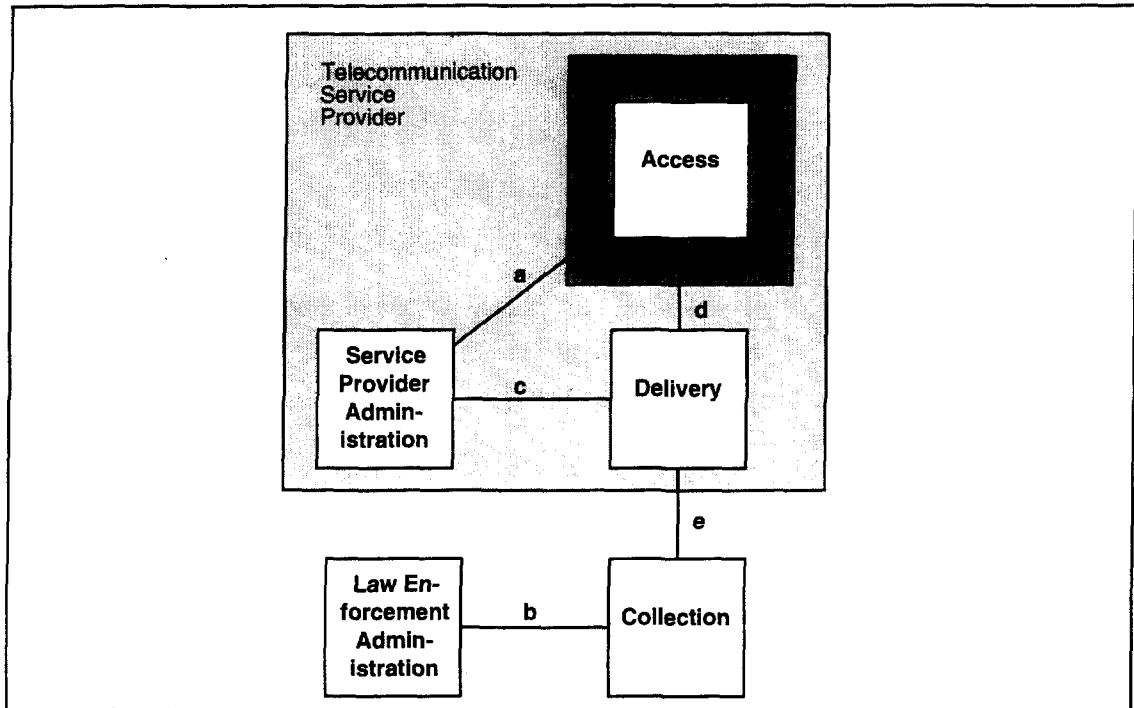 Telecommunication
Service
Provider
Access
a
d
Service
Provider
Admin-
istration
c
Delivery
e
Law En-
forcement
Admin-
istration
b
Collection